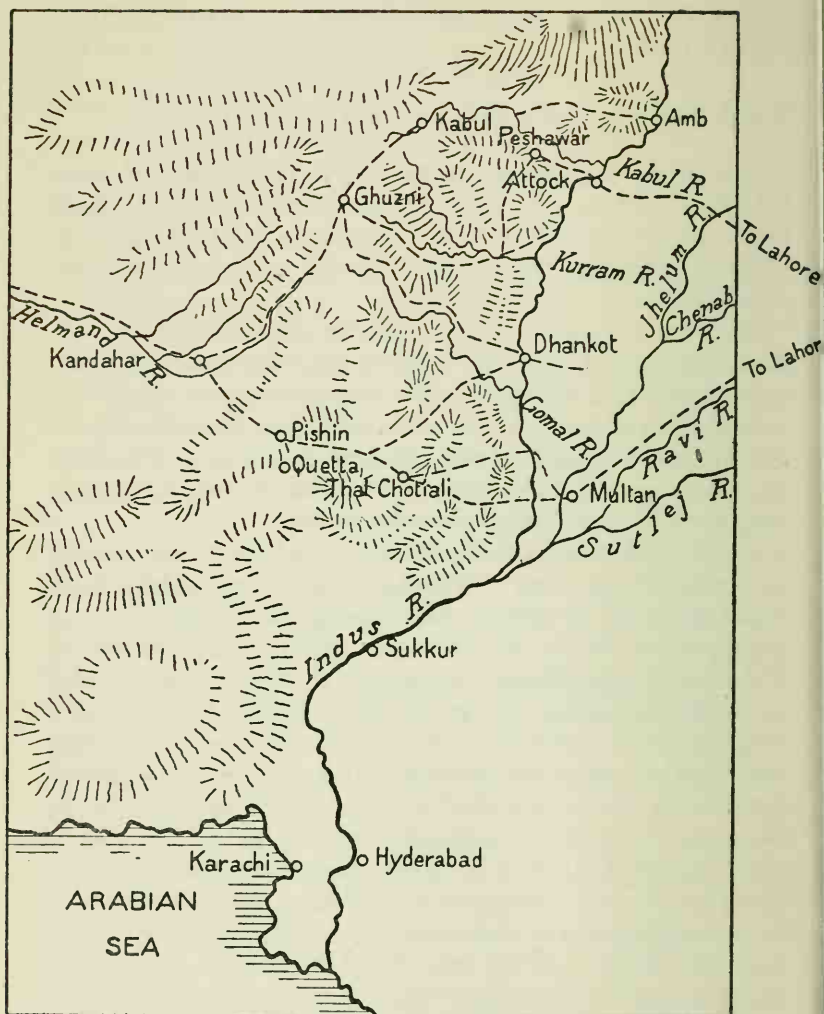 Kabul
Amb
Peshawar
Attock
Kabul R.
Ghuzni
To Lahore
Jhelum R.
Kurram R.
Chenab R.
Helmand R.
Kandahar
Dhankot
To Lahor
Gomal R.
Ravi R.
Pishin
Quetta
Thal Chotiali
Multan
Sutlej R.
Indus R.
Sukkur
Karachi
Hyderabad
ARABIAN
SEA